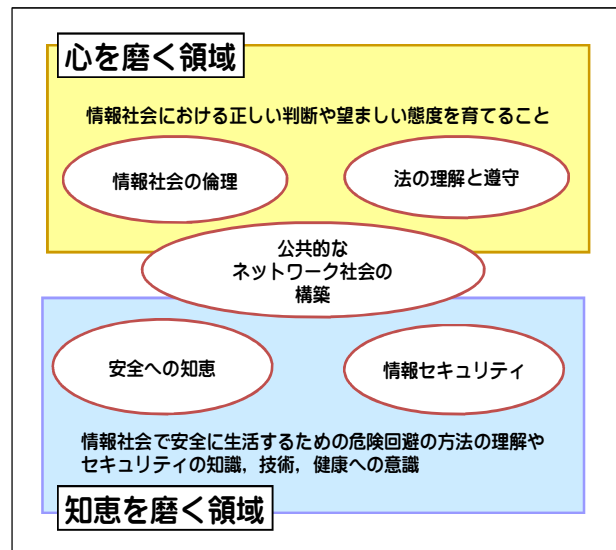 心を磨く領域
情報社会における正しい判断や望ましい態度を育てること
情報社会の倫理
法の理解と遵守
公共的な
ネットワーク社会の
構築
安全への知恵
情報セキュリティ
情報社会で安全に生活するための危険回避の方法の理解や
セキュリティの知識，技術，健康への意識
知恵を磨く領域